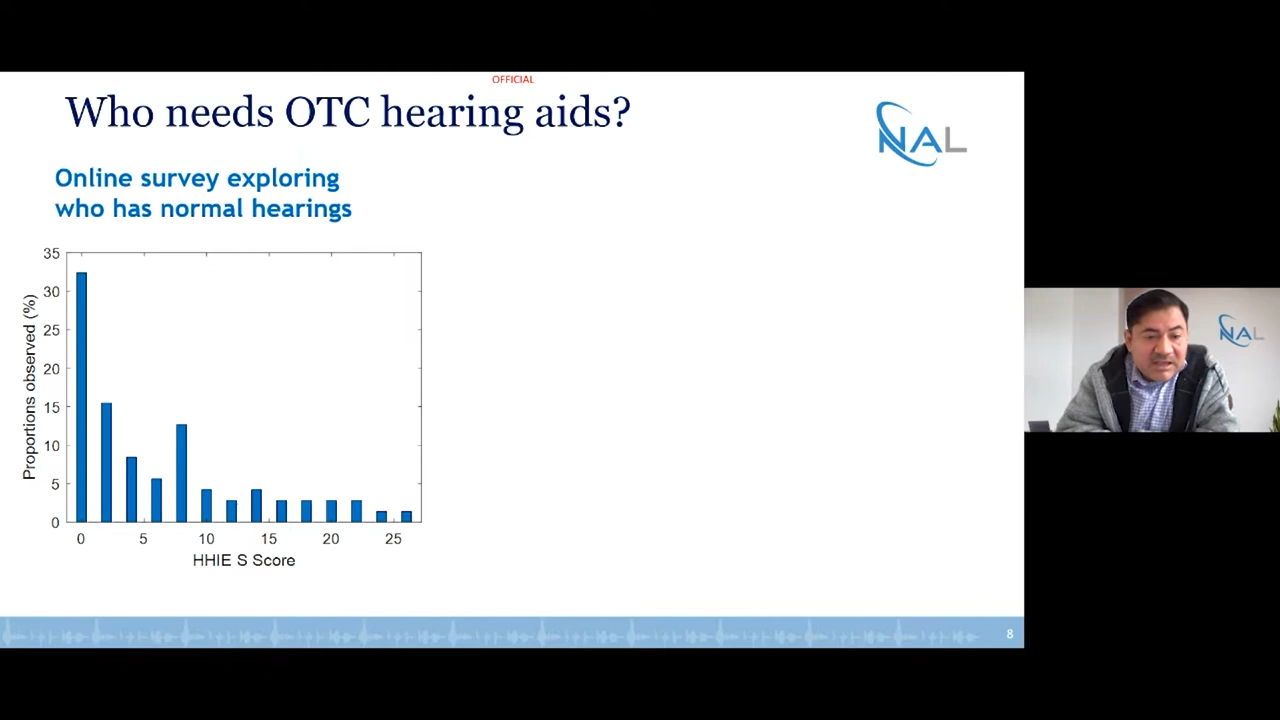 OFFICIAL
Who needs OTC hearing aids?
NAL
Online survey exploring
who has normal hearings
35
30
25
20
15
10
5
0
Proportions observed (%)
0 5 10 15 20 25
HHIE S Score
NAL
8